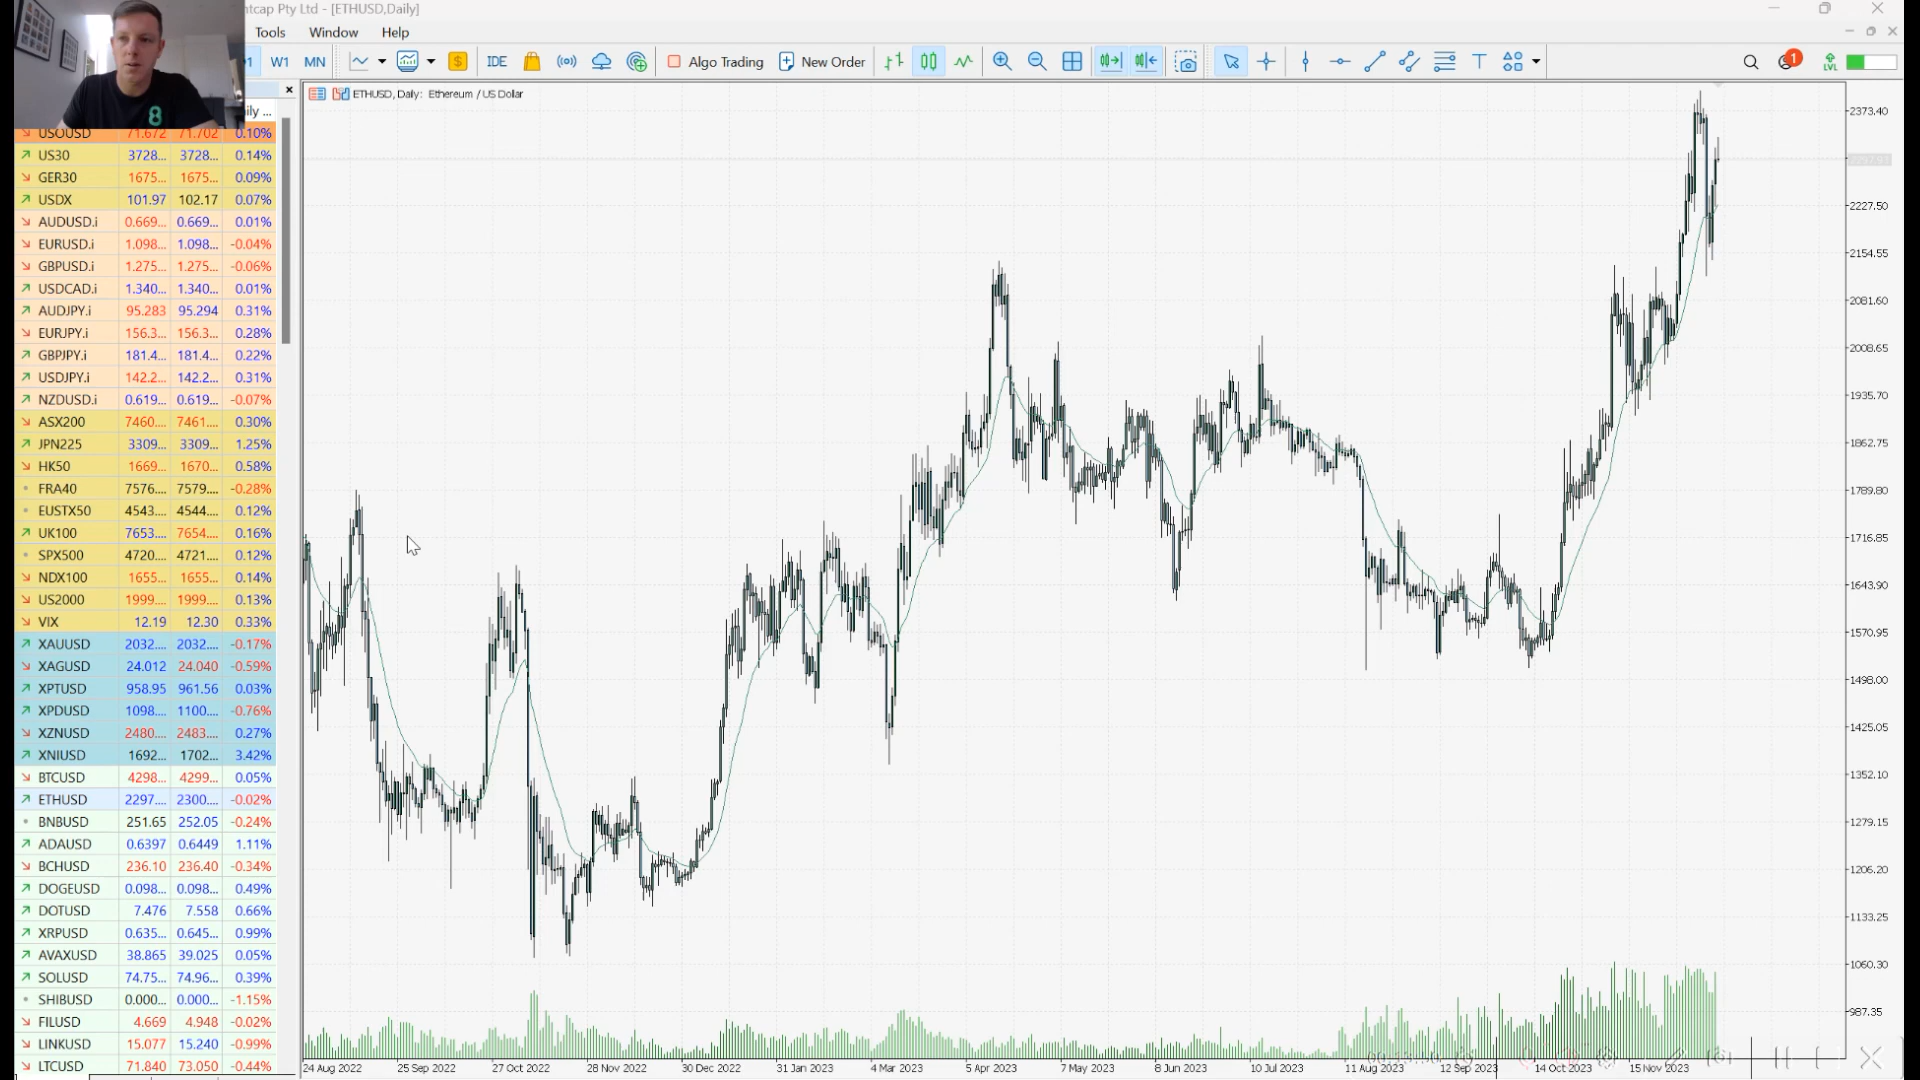 ntcap Pty Ltd - [ETHUSD,Daily]
Tools Window Help
W1 MN IDE Algo Trading New Order 1 LVL
ily ...
ETHUSD, Daily: Ethereum / US Dollar
8
USOUSD 71.672 71.702 0.10%
US30 3728... 3728... 0.14%
GER30 1675... 1675... 0.09%
USDX 101.97 102.17 0.07%
AUDUSD.i 0.669... 0.669... 0.01%
EURUSD.i 1.098... 1.098... -0.04%
GBPUSD.i 1.275... 1.275... -0.06%
USDCAD.i 1.340... 1.340... 0.01%
AUDJPY.i 95.283 95.294 0.31%
EURJPY.i 156.3... 156.3... 0.28%
GBPJPY.i 181.4... 181.4... 0.22%
USDJPY.i 142.2... 142.2... 0.31%
NZDUSD.i 0.619... 0.619... -0.07%
ASX200 7460.... 7461.... 0.30%
JPN225 3309... 3309... 1.25%
HK50 1669... 1670... 0.58%
FRA40 7576.... 7579.... -0.28%
EUSTX50 4543.... 4544.... 0.12%
UK100 7653.... 7654.... 0.16%
SPX500 4720.... 4721.... 0.12%
NDX100 1655... 1655... 0.14%
US2000 1999.... 1999.... 0.13%
VIX 12.19 12.30 0.33%
XAUUSD 2032.... 2032.... -0.17%
XAGUSD 24.012 24.040 -0.59%
XPTUSD 958.95 961.56 0.03%
XPDUSD 1098.... 1100.... -0.76%
XZNUSD 2480.... 2483.... 0.27%
XNIUSD 1692... 1702... 3.42%
BTCUSD 4298... 4299... 0.05%
ETHUSD 2297.... 2300.... -0.02%
BNBUSD 251.65 252.05 -0.24%
ADAUSD 0.6397 0.6449 1.11%
BCHUSD 236.10 236.40 -0.34%
DOGEUSD 0.098... 0.098... 0.49%
DOTUSD 7.476 7.558 0.66%
XRPUSD 0.635... 0.645... 0.99%
AVAXUSD 38.865 39.025 0.05%
SOLUSD 74.75... 74.96... 0.39%
SHIBUSD 0.000... 0.000... -1.15%
FILUSD 4.669 4.948 -0.02%
LINKUSD 15.077 15.240 -0.99%
LTCUSD 71.840 73.050 -0.44%
2373.40
2227.50
2154.55
2081.60
2008.65
1935.70
1862.75
1789.80
1716.85
1643.90
1570.95
1498.00
1425.05
1352.10
1279.15
1206.20
1133.25
1060.30
987.35
24 Aug 2022 25 Sep 2022 27 Oct 2022 28 Nov 2022 30 Dec 2022 31 Jan 2023 4 Mar 2023 5 Apr 2023 7 May 2023 8 Jun 2023 10 Jul 2023 11 Aug 2023 12 Sep 2023 14 Oct 2023 15 Nov 2023